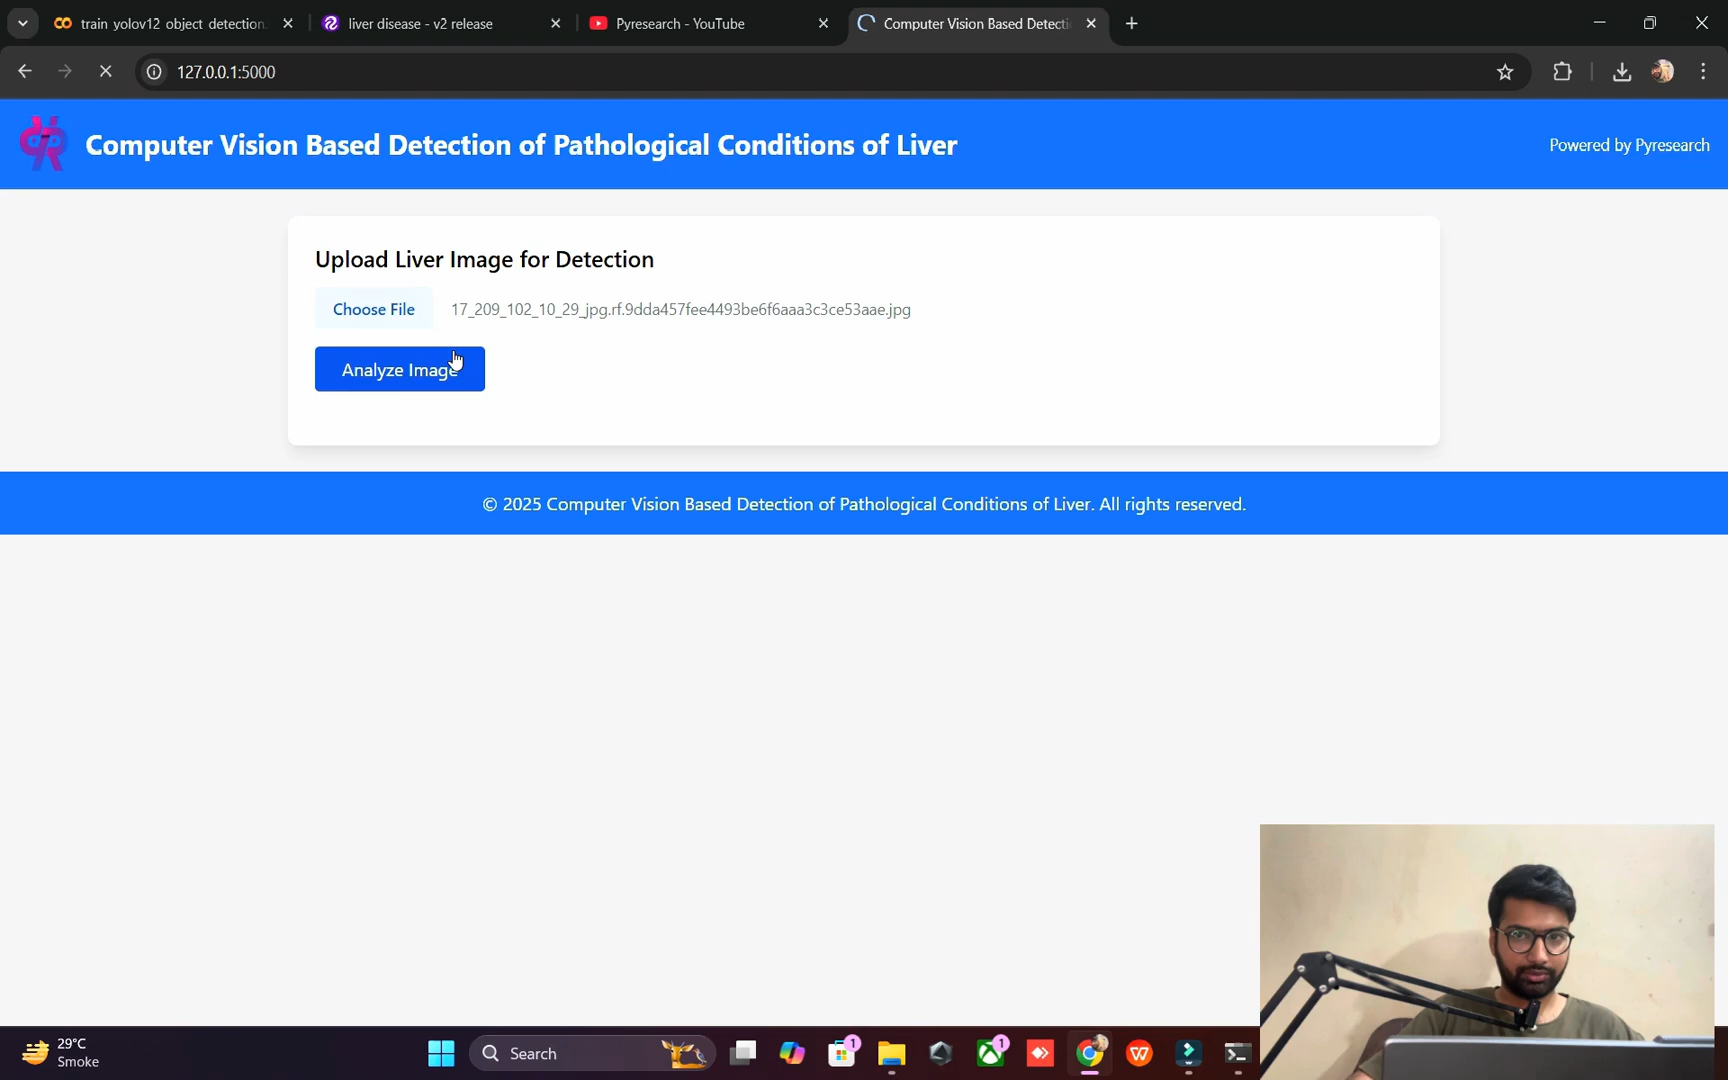 train yolov12 object detection.
liver disease - v2 release
Pyresearch - YouTube
Computer Vision Based Detecti
127.0.0.1:5000
Computer Vision Based Detection of Pathological Conditions of Liver
Powered by Pyresearch
Upload Liver Image for Detection
Choose File
17_209_102_10_29_jpg.rf.9dda457fee4493be6f6aaa3c3ce53aae.jpg
Analyze Image
© 2025 Computer Vision Based Detection of Pathological Conditions of Liver. All rights reserved.
29°C
Smoke
Search
1
1